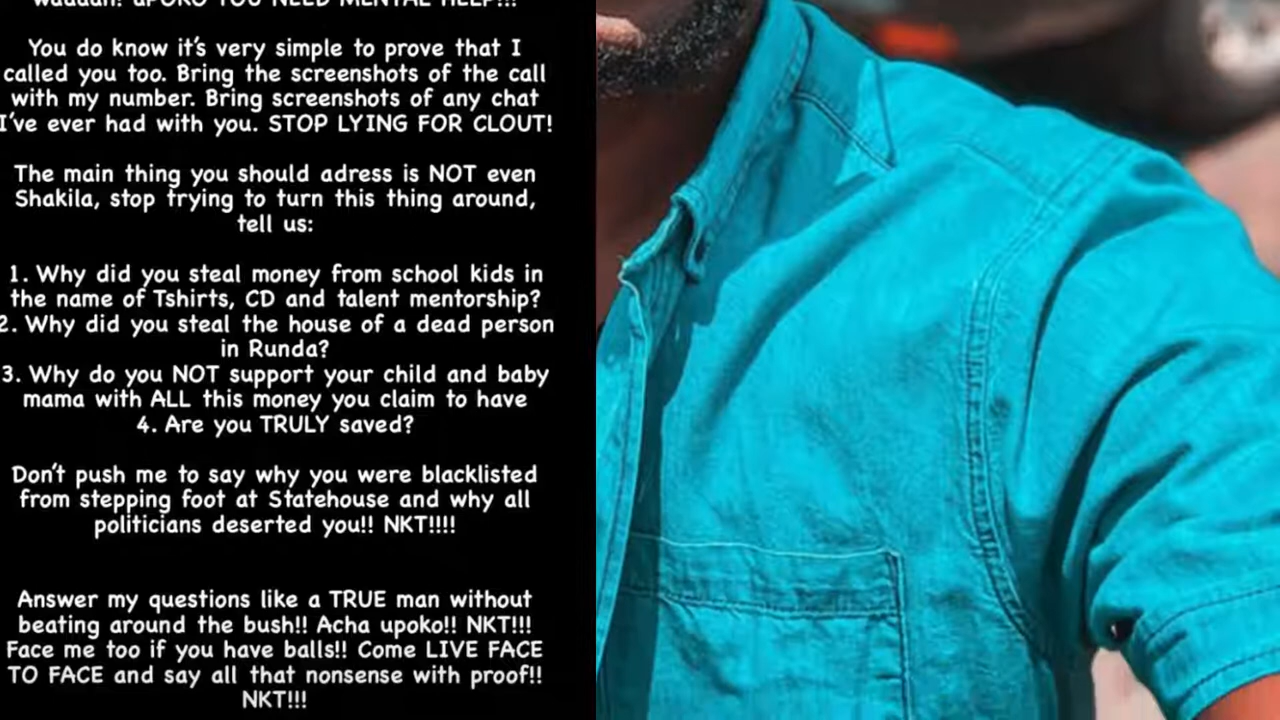 waduuh! uPOKO YOU NEED MENTAL HELP!!!
You do know it's very simple to prove that I
called you too. Bring the screenshots of the call
with my number. Bring screenshots of any chat
I've ever had with you. STOP LYING FOR CLOUT!
The main thing you should adress is NOT even
Shakila, stop trying to turn this thing around,
tell us:
1. Why did you steal money from school kids in
the name of Tshirts, CD and talent mentorship?
2. Why did you steal the house of a dead person
in Runda?
3. Why do you NOT support your child and baby
mama with ALL this money you claim to have
4. Are you TRULY saved?
Don't push me to say why you were blacklisted
from stepping foot at Statehouse and why all
politicians deserted you!! NKT!!!!
Answer my questions like a TRUE man without
beating around the bush!! Acha upoko!! NKT!!!
Face me too if you have balls!! Come LIVE FACE
TO FACE and say all that nonsense with proof!!
NKT!!!